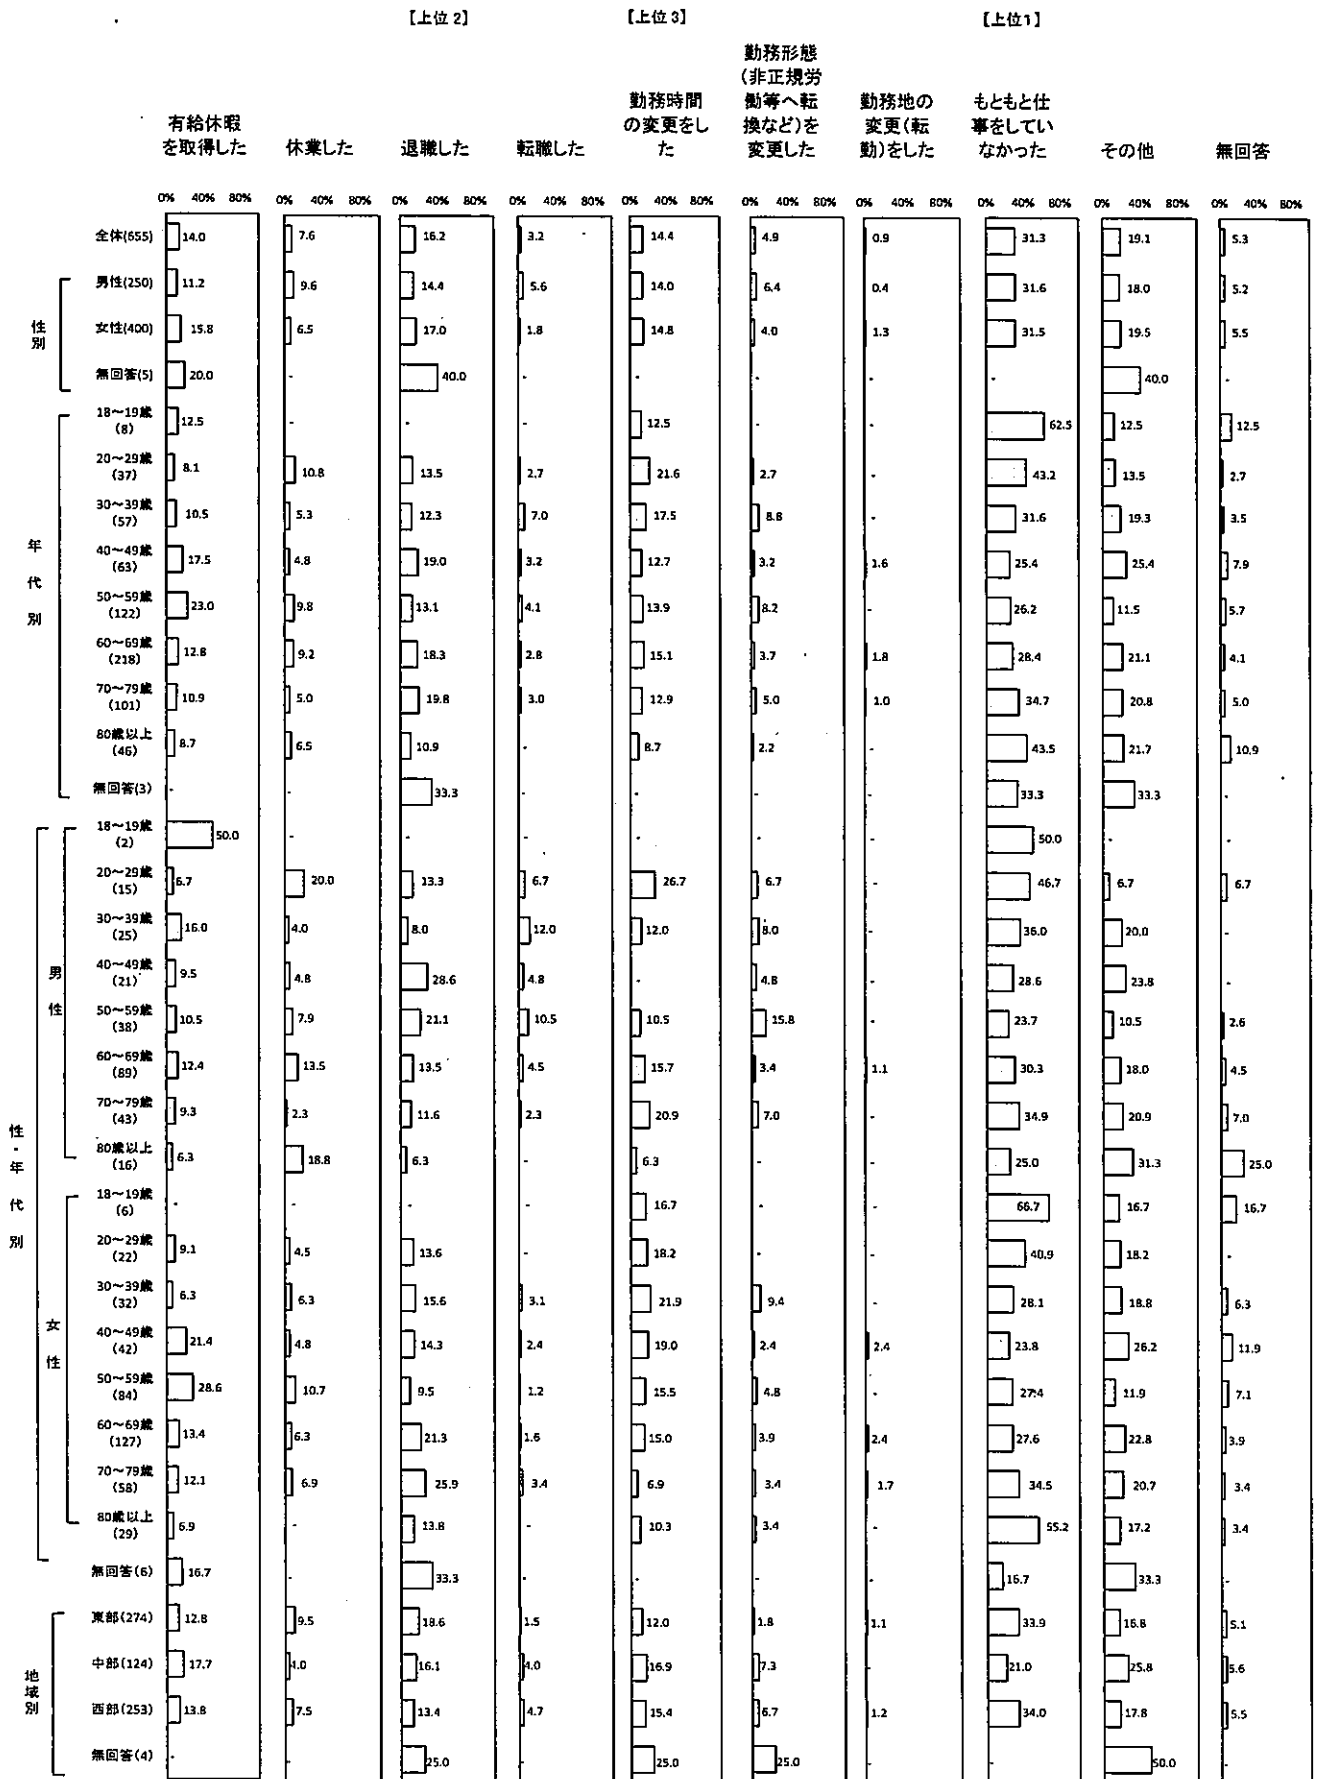 【上位 2】 【上位 3】 【上位1】
有給休暇
を取得した
休業した
退職した
転職した
勤務時間
の変更をし
た
勤務形態
(非正規労
働等へ転
換など)を
変更した
勤務地の
変更(転
勤)をした
もともと仕
事をしてい
なかった
その他
無回答
0% 40% 80% 0% 40% 80% 0% 40% 80% 0% 40% 80% 0% 40% 80% 0% 40% 80% 0% 40% 80% 0% 40% 80% 0% 40% 80% 0% 40% 80%
全体(655) 14.0 7.6 16.2 3.2 14.4 4.9 0.9 31.3 19.1 5.3
性別
男性(250) 11.2 9.6 14.4 5.6 14.0 6.4 0.4 31.6 18.0 5.2
女性(400) 15.8 6.5 17.0 1.8 14.8 4.0 1.3 31.5 19.5 5.5
無回答(5) 20.0 - 40.0 - - - - - 40.0 -
年代別
18～19歳
(8) 12.5 - - - 12.5 - - 62.5 12.5 12.5
20～29歳
(37) 8.1 10.8 13.5 2.7 21.6 2.7 - 43.2 13.5 2.7
30～39歳
(57) 10.5 5.3 12.3 7.0 17.5 8.8 - 31.6 19.3 3.5
40～49歳
(63) 17.5 4.8 19.0 3.2 12.7 3.2 1.6 25.4 25.4 7.9
50～59歳
(122) 23.0 9.8 13.1 4.1 13.9 8.2 - 26.2 11.5 5.7
60～69歳
(218) 12.8 9.2 18.3 2.8 15.1 3.7 1.8 28.4 21.1 4.1
70～79歳
(101) 10.9 5.0 19.8 3.0 12.9 5.0 1.0 34.7 20.8 5.0
80歳以上
(46) 8.7 6.5 10.9 - 8.7 2.2 - 43.5 21.7 10.9
無回答(3) - - 33.3 - - - - 33.3 33.3 -
性・年代別
男性
18～19歳
(2) 50.0 - - - - - - 50.0 - -
20～29歳
(15) 6.7 20.0 13.3 6.7 26.7 6.7 - 46.7 6.7 6.7
30～39歳
(25) 16.0 4.0 8.0 12.0 12.0 8.0 - 36.0 20.0 -
40～49歳
(21) 9.5 4.8 28.6 4.8 - 4.8 - 28.6 23.8 -
50～59歳
(38) 10.5 7.9 21.1 10.5 10.5 15.8 - 23.7 10.5 2.6
60～69歳
(89) 12.4 13.5 13.5 4.5 15.7 3.4 1.1 30.3 18.0 4.5
70～79歳
(43) 9.3 2.3 11.6 2.3 20.9 7.0 - 34.9 20.9 7.0
80歳以上
(16) 6.3 18.8 6.3 - 6.3 - - 25.0 31.3 25.0
女性
18～19歳
(6) - - - - 16.7 - - 66.7 16.7 16.7
20～29歳
(22) 9.1 4.5 13.6 - 18.2 - - 40.9 18.2 -
30～39歳
(32) 6.3 6.3 15.6 3.1 21.9 9.4 - 28.1 18.8 6.3
40～49歳
(42) 21.4 4.8 14.3 2.4 19.0 2.4 2.4 23.8 26.2 11.9
50～59歳
(84) 28.6 10.7 9.5 1.2 15.5 4.8 - 27.4 11.9 7.1
60～69歳
(127) 13.4 6.3 21.3 1.6 15.0 3.9 2.4 27.6 22.8 3.9
70～79歳
(58) 12.1 6.9 25.9 3.4 6.9 3.4 1.7 34.5 20.7 3.4
80歳以上
(29) 6.9 - 13.8 - 10.3 3.4 - 55.2 17.2 3.4
無回答(6) 16.7 - 33.3 - - - - 16.7 33.3 -
地域別
東部(274) 12.8 9.5 18.6 1.5 12.0 1.8 1.1 33.9 16.8 5.1
中部(124) 17.7 4.0 16.1 4.0 16.9 7.3 - 21.0 25.8 5.6
西部(253) 13.8 7.5 13.4 4.7 15.4 6.7 1.2 34.0 17.8 5.5
無回答(4) - - 25.0 - 25.0 25.0 - - 50.0 -